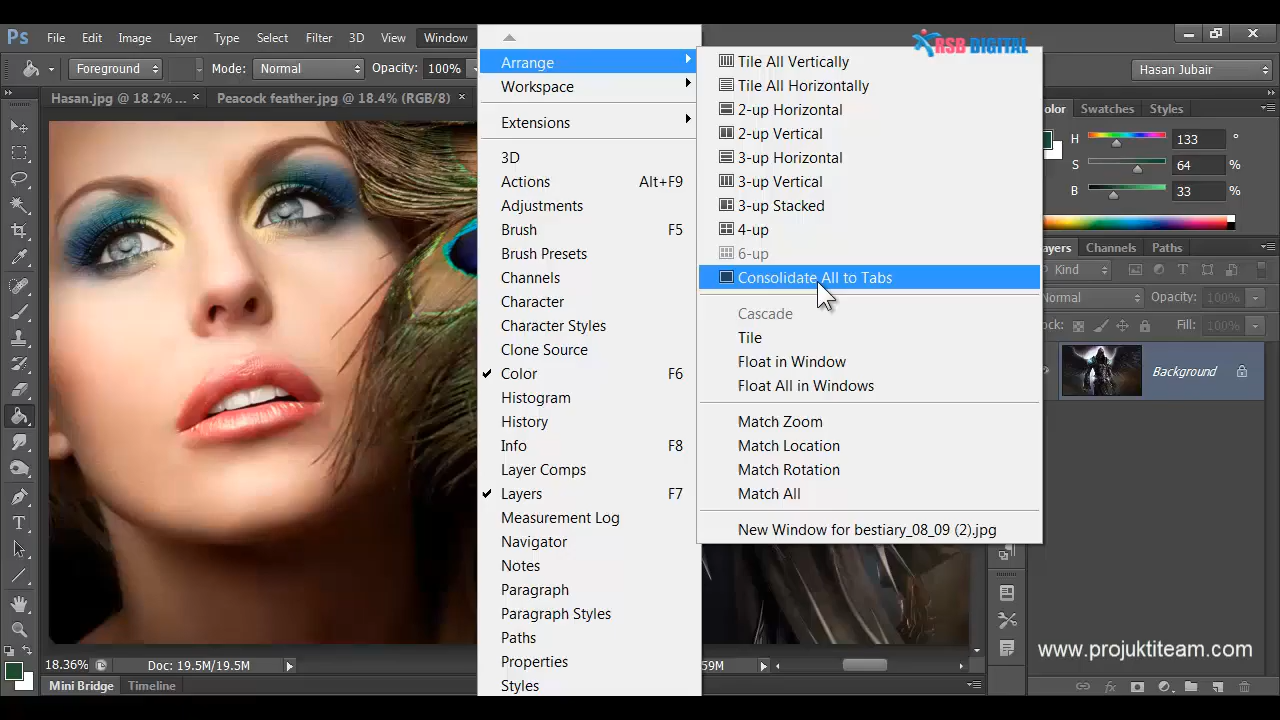 Ps File Edit Image Layer Type Select Filter 3D View Window
RSB DIGITAL
Foreground Mode: Normal Opacity: 100% Hasan Jubair
Hasan.jpg @ 18.2% ... × Peacock feather.jpg @ 18.4% (RGB/8) ×
Arrange
Workspace
Extensions
3D
Actions Alt+F9
Adjustments
Brush F5
Brush Presets
Channels
Character
Character Styles
Clone Source
Color F6
Histogram
History
Info F8
Layer Comps
Layers F7
Measurement Log
Navigator
Notes
Paragraph
Paragraph Styles
Paths
Properties
Styles
Tile All Vertically
Tile All Horizontally
2-up Horizontal
2-up Vertical
3-up Horizontal
3-up Vertical
3-up Stacked
4-up
6-up
Consolidate All to Tabs
Cascade
Tile
Float in Window
Float All in Windows
Match Zoom
Match Location
Match Rotation
Match All
New Window for bestiary_08_09 (2).jpg
olor Swatches Styles
H 133 °
S 64 %
B 33 %
ayers Channels Paths
Kind
Normal Opacity: 100%
ock: Fill: 100%
Background
www.projuktiteam.com
18.36% Doc: 19.5M/19.5M 59M
Mini Bridge Timeline